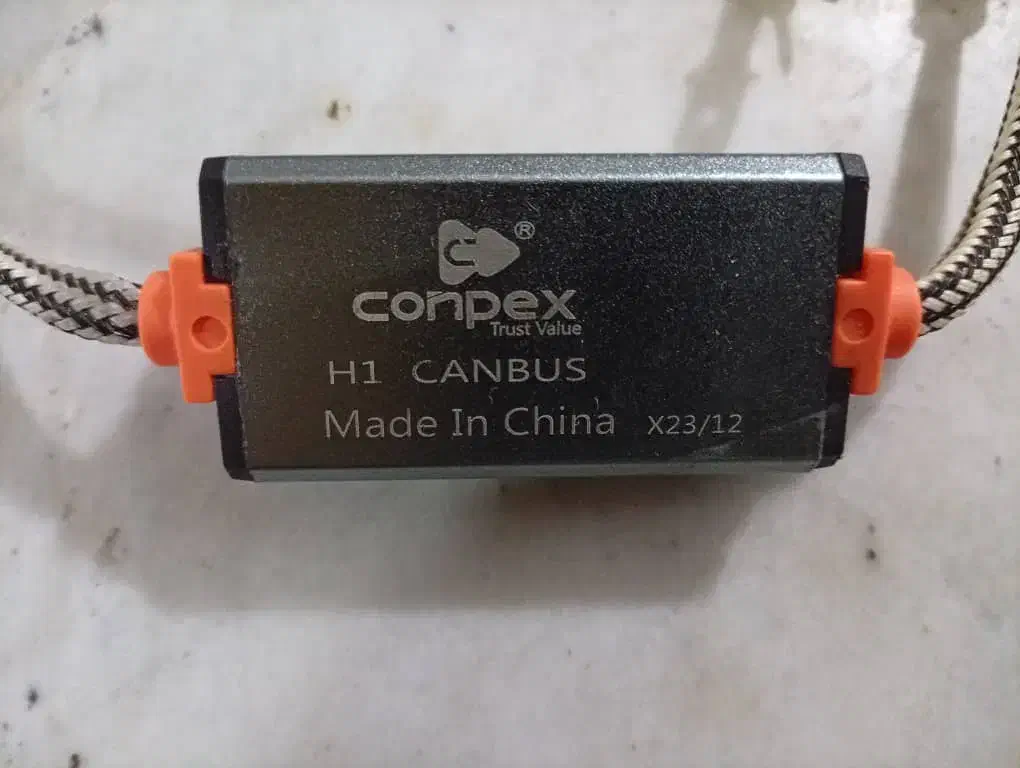 ®
conpex
Trust Value
H1 CANBUS
Made In China X23/12